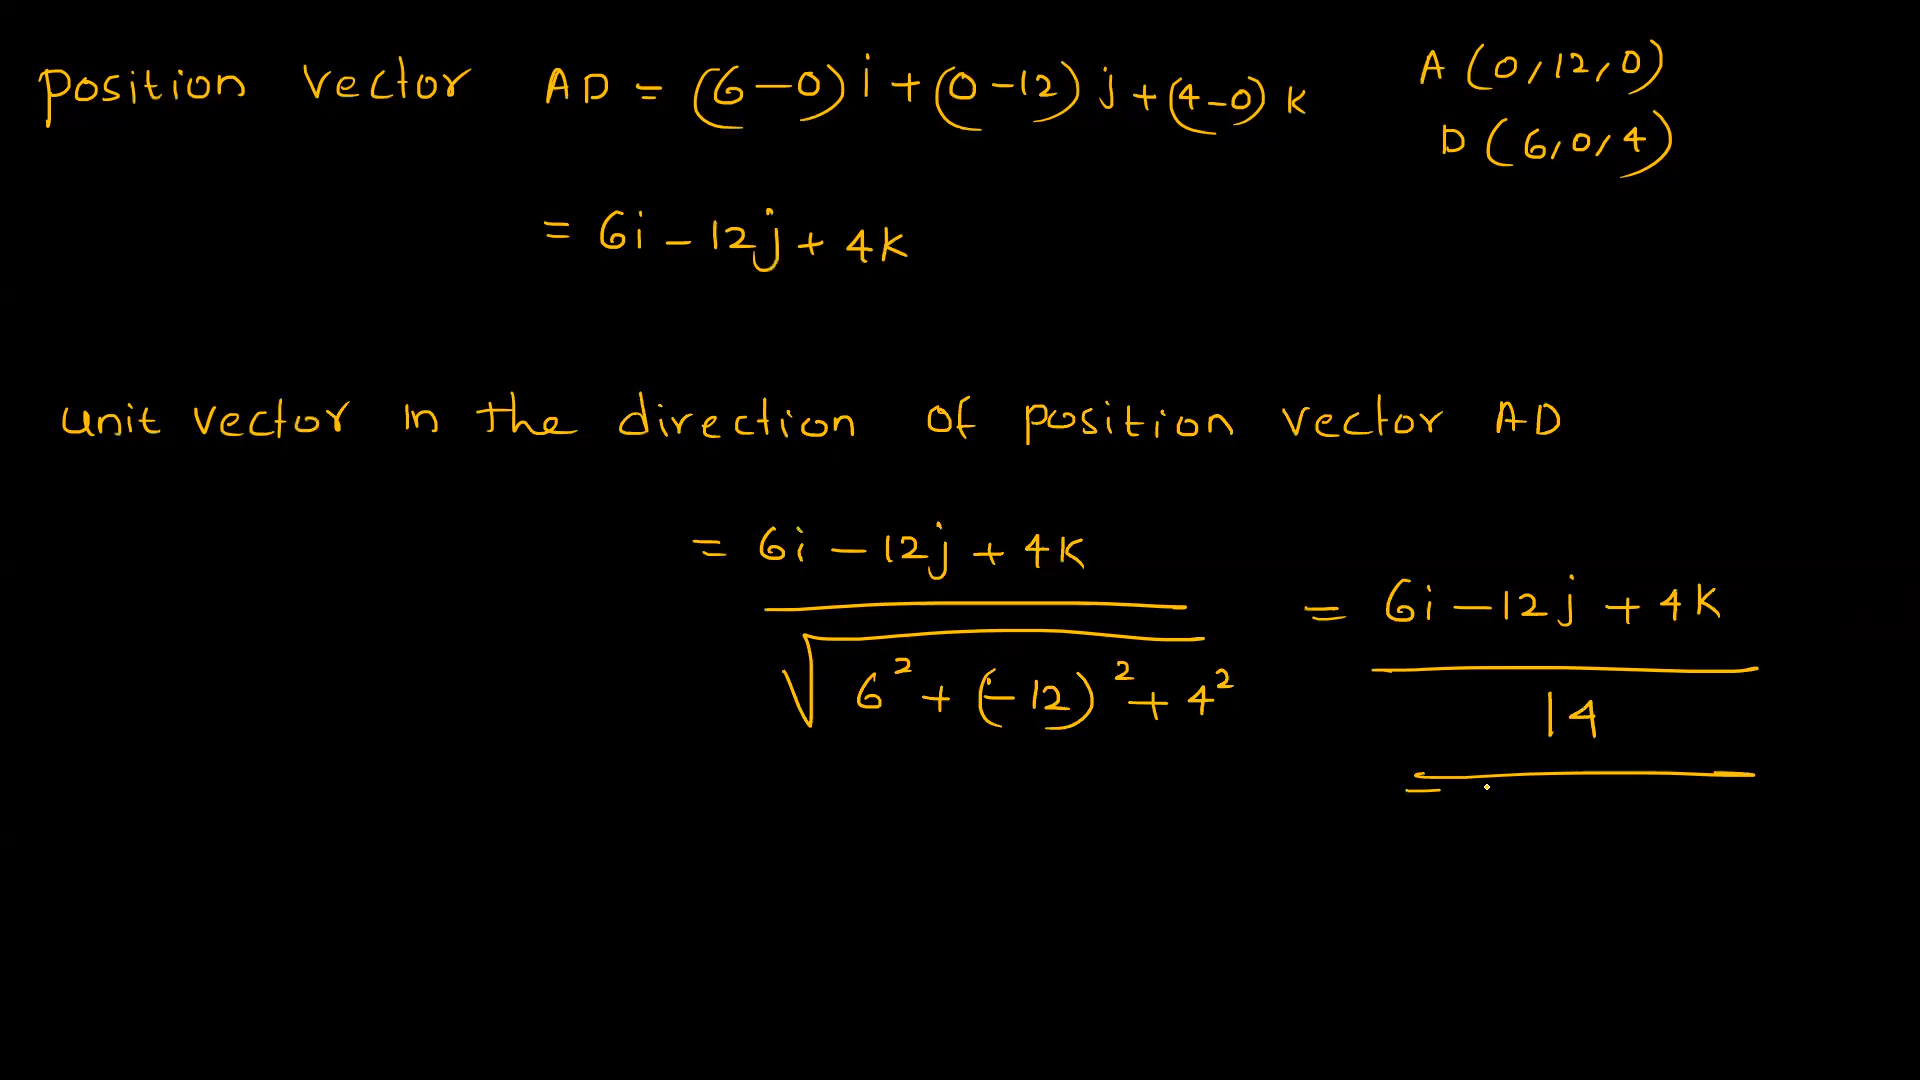 position vector AD = (6-0) i + (0-12) j + (4-0) k
A (0,12,0)
D (6,0,4)
= 6i - 12j + 4k
unit vector in the direction of position vector AD
= 6i - 12j + 4k
√ 6² + (-12)² + 4²
= 6i - 12j + 4k
14
=